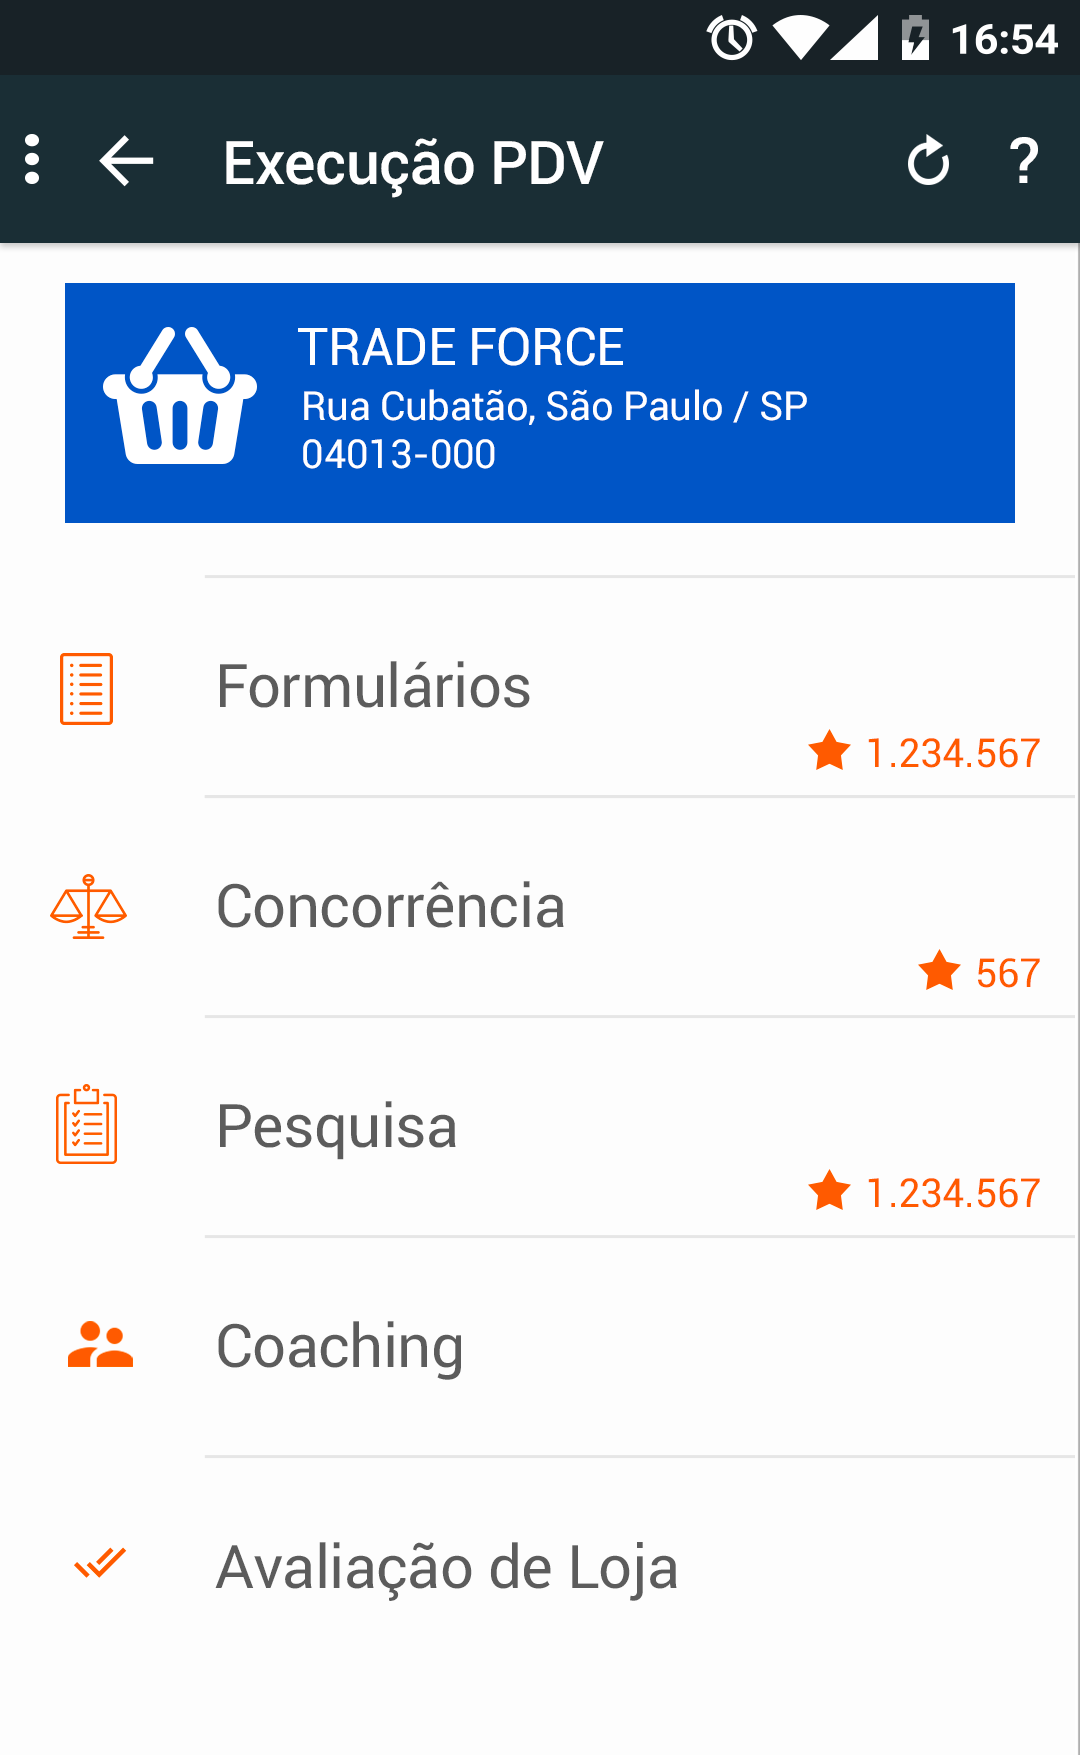 16:54
Execução PDV
?
TRADE FORCE
Rua Cubatão, São Paulo / SP
04013-000
Formulários
1.234.567
Concorrência
567
Pesquisa
1.234.567
Coaching
Avaliação de Loja